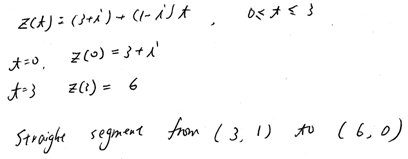 z(t) = (3+i) + (1-i) t , 0 ≤ t ≤ 3
t=0. z(0) = 3+i
t=3 z(3) = 6
Straight segment from (3, 1) to (6, 0)